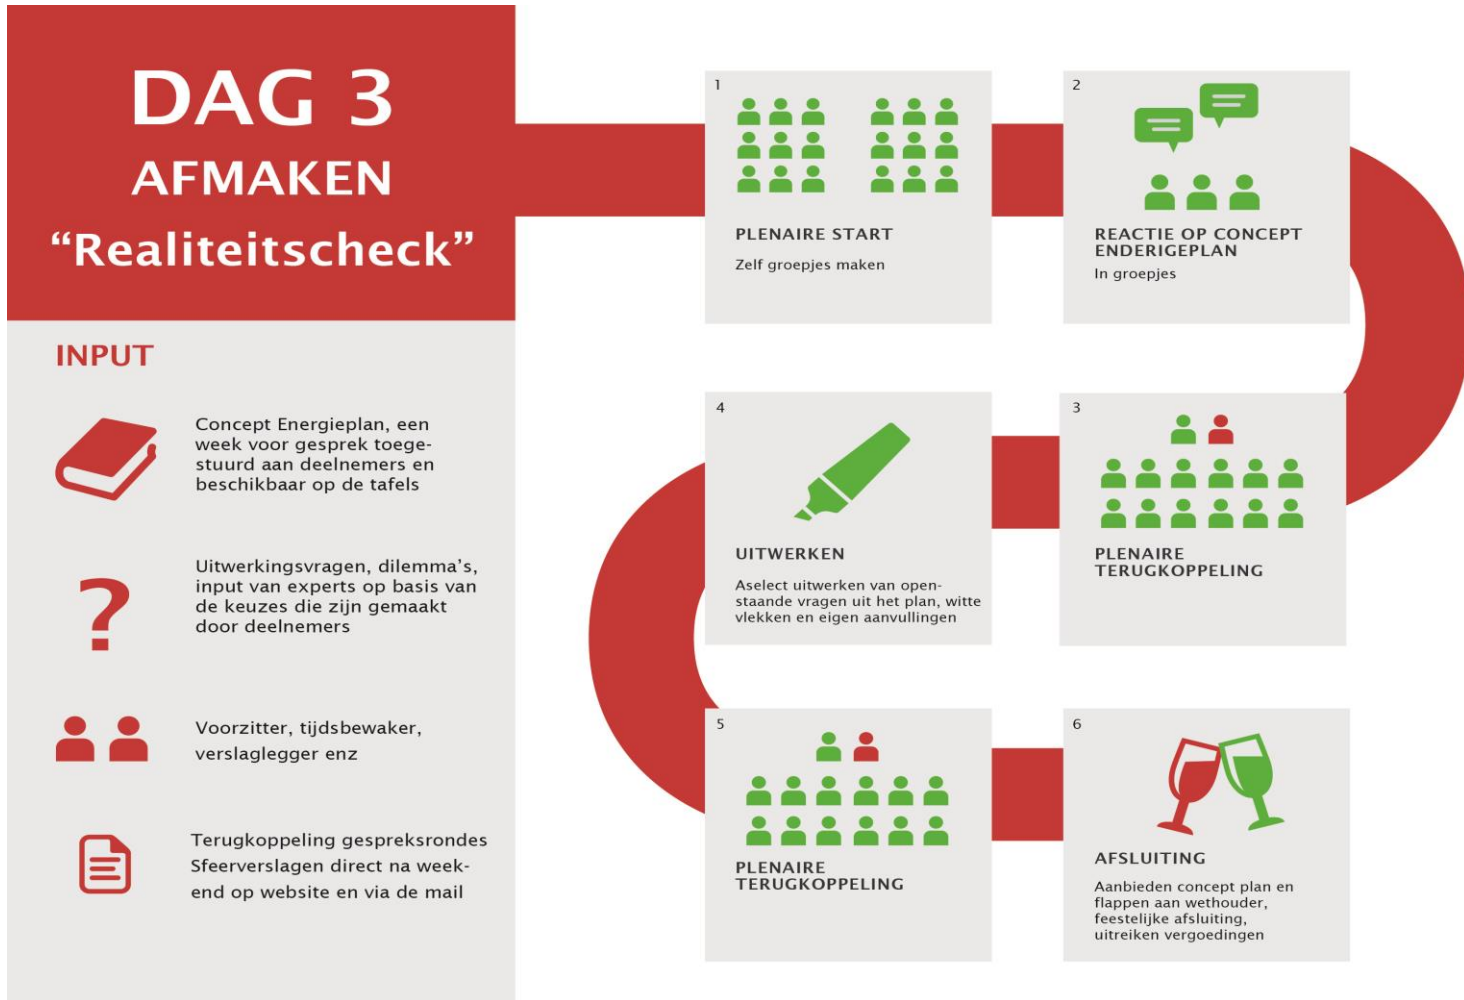 DAG 3
AFMAKEN
“Realiteitscheck”
INPUT
Concept Energieplan, een
week voor gesprek toege-
stuurd aan deelnemers en
beschikbaar op de tafels
?
Uitwerkingsvragen, dilemma’s,
input van experts op basis van
de keuzes die zijn gemaakt
door deelnemers
Voorzitter, tijdsbewaker,
verslaglegger enz
Terugkoppeling gespreksrondes
Sfeerverslagen direct na week-
end op website en via de mail
1
PLENAIRE START
Zelf groepjes maken
2
REACTIE OP CONCEPT
ENDERIGEPLAN
In groepjes
3
PLENAIRE
TERUGKOPPELING
4
UITWERKEN
Aselect uitwerken van open-
staande vragen uit het plan, witte
vlekken en eigen aanvullingen
5
PLENAIRE
TERUGKOPPELING
6
AFSLUITING
Aanbieden concept plan en
flappen aan wethouder,
feestelijke afsluiting,
uitreiken vergoedingen